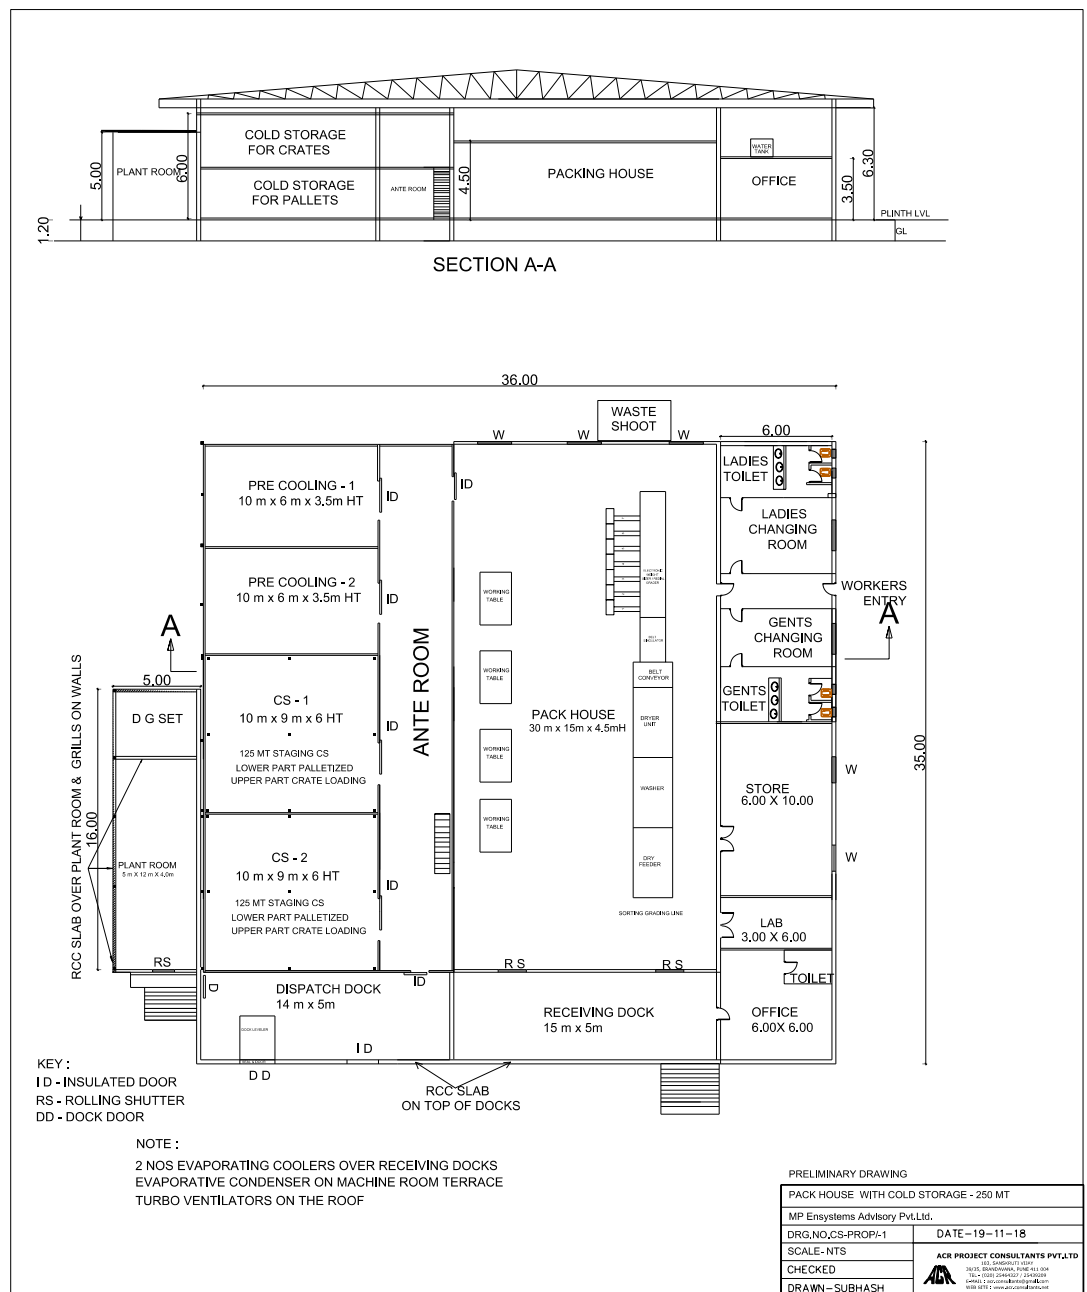 COLD STORAGE
FOR CRATES
WATER
TANK
PLANT ROOM
5.00
6.00
COLD STORAGE
FOR PALLETS
ANTE ROOM
4.50
PACKING HOUSE
OFFICE
3.50
6.30
PLINTH LVL
GL
1.20
SECTION A-A
36.00
WASTE
SHOOT
W
W
W
6.00
LADIES
TOILET
PRE COOLING - 1
10 m x 6 m x 3.5m HT
ID
ID
LADIES
CHANGING
ROOM
PRE COOLING - 2
10 m x 6 m x 3.5m HT
ID
WORKING
TABLE
WORKERS
ENTRY
A
A
GENTS
CHANGING
ROOM
ANTE ROOM
WORKING
TABLE
BELT
CONVEYOR
5.00
D G SET
CS - 1
10 m x 9 m x 6 HT
125 MT STAGING CS
LOWER PART PALLETIZED
UPPER PART CRATE LOADING
ID
GENTS
TOILET
PACK HOUSE
30 m x 15m x 4.5mH
DRYER
UNIT
WORKING
TABLE
35.00
W
RCC SLAB OVER PLANT ROOM & GRILLS ON WALLS
16.00
STORE
6.00 X 10.00
WASHER
WORKING
TABLE
W
PLANT ROOM
5 m X 12 m X 4.0m
CS - 2
10 m x 9 m x 6 HT
125 MT STAGING CS
LOWER PART PALLETIZED
UPPER PART CRATE LOADING
ID
DRY
FEEDER
SORTING GRADING LINE
LAB
3.00 X 6.00
RS
R S
R S
ID
TOILET
ID
DISPATCH DOCK
14 m x 5m
RECEIVING DOCK
15 m x 5m
OFFICE
6.00X 6.00
DOCK LEVELER
I D
D D
RCC SLAB
ON TOP OF DOCKS
KEY :
I D - INSULATED DOOR
RS - ROLLING SHUTTER
DD - DOCK DOOR
NOTE :
2 NOS EVAPORATING COOLERS OVER RECEIVING DOCKS
EVAPORATIVE CONDENSER ON MACHINE ROOM TERRACE
TURBO VENTILATORS ON THE ROOF
PRELIMINARY DRAWING
PACK HOUSE WITH COLD STORAGE - 250 MT
MP Ensystems Advisory Pvt.Ltd.
DRG.NO.CS-PROP/-1
DATE-19-11-18
SCALE- NTS
CHECKED
DRAWN-SUBHASH
ACR
ACR PROJECT CONSULTANTS PVT.LTD